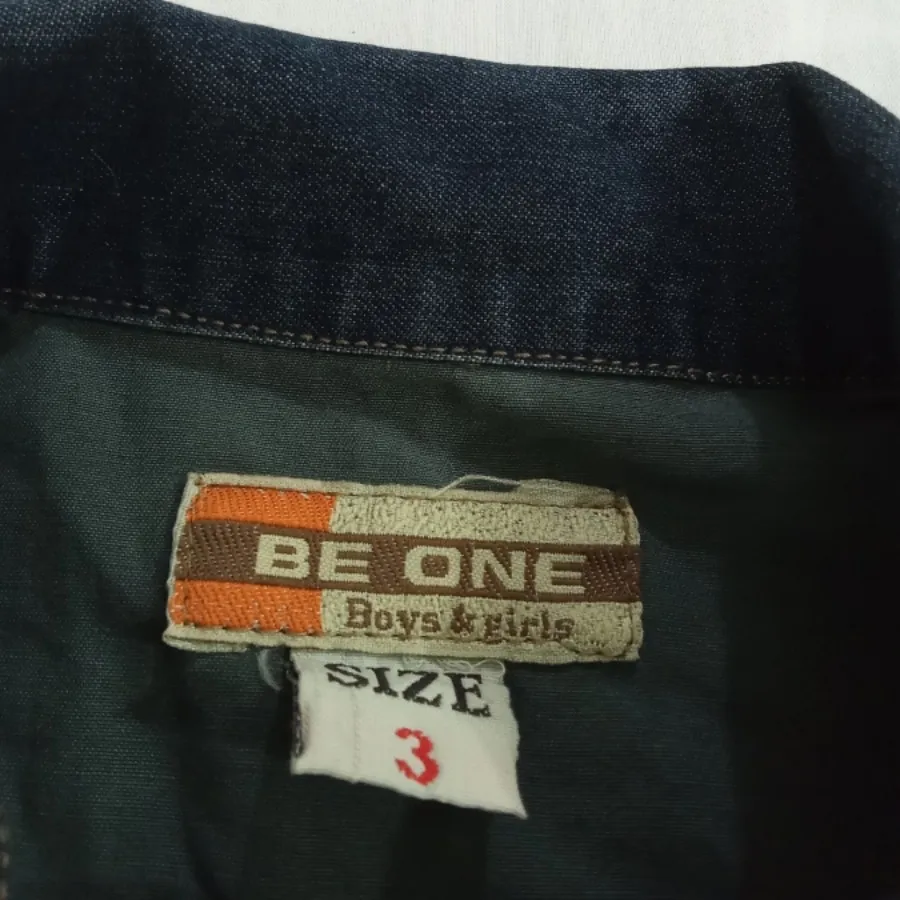 BE ONE
Boys & girls
SIZE
3